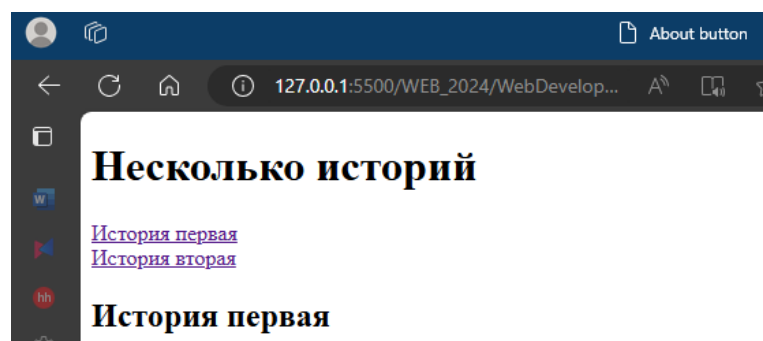 About button
127.0.0.1:5500/WEB_2024/WebDevelop...
Несколько историй
История первая
История вторая
История первая